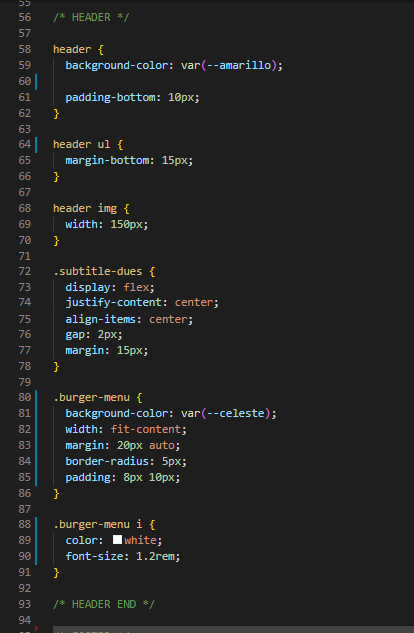 55
56 /* HEADER */
57
58 header {
59 background-color: var(--amarillo);
60
61 padding-bottom: 10px;
62 }
63
64 header ul {
65 margin-bottom: 15px;
66 }
67
68 header img {
69 width: 150px;
70 }
71
72 .subtitle-dues {
73 display: flex;
74 justify-content: center;
75 align-items: center;
76 gap: 2px;
77 margin: 15px;
78 }
79
80 .burger-menu {
81 background-color: var(--celeste);
82 width: fit-content;
83 margin: 20px auto;
84 border-radius: 5px;
85 padding: 8px 10px;
86 }
87
88 .burger-menu i {
89 color: white;
90 font-size: 1.2rem;
91 }
92
93 /* HEADER END */
94